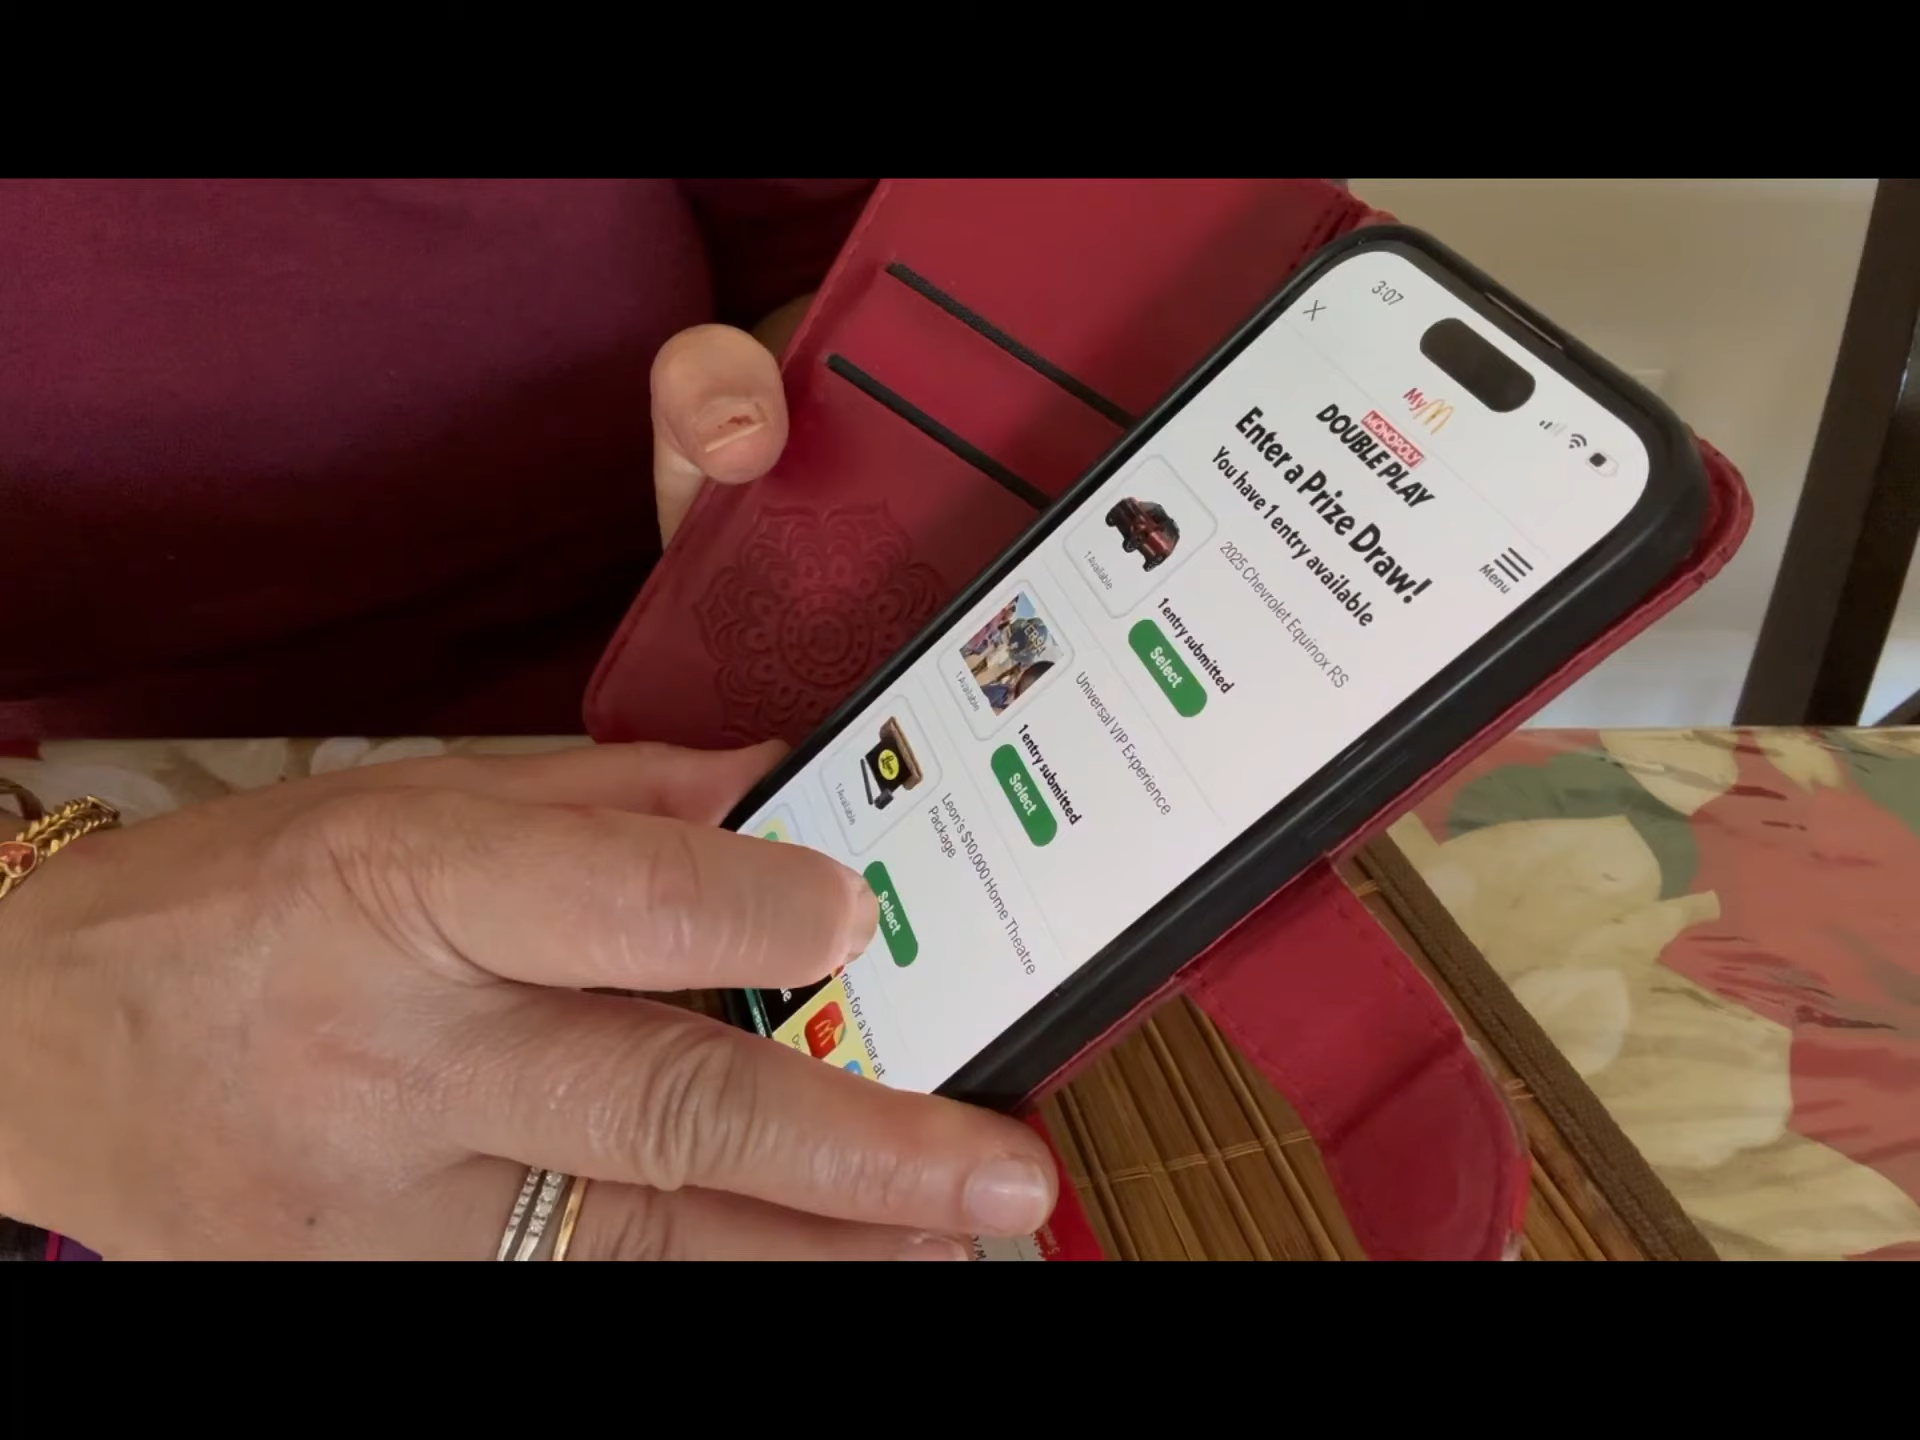 3:07
X
My
MONOPOLY
DOUBLE PLAY
Menu
Enter a Prize Draw!
You have 1 entry available
2025 Chevrolet Equinox RS
1 Available
1 entry submitted
Select
Universal VIP Experience
1 Available
1 entry submitted
Select
Leon's $10,000 Home Theatre
Package
1 Available
Select
ries for a Year at